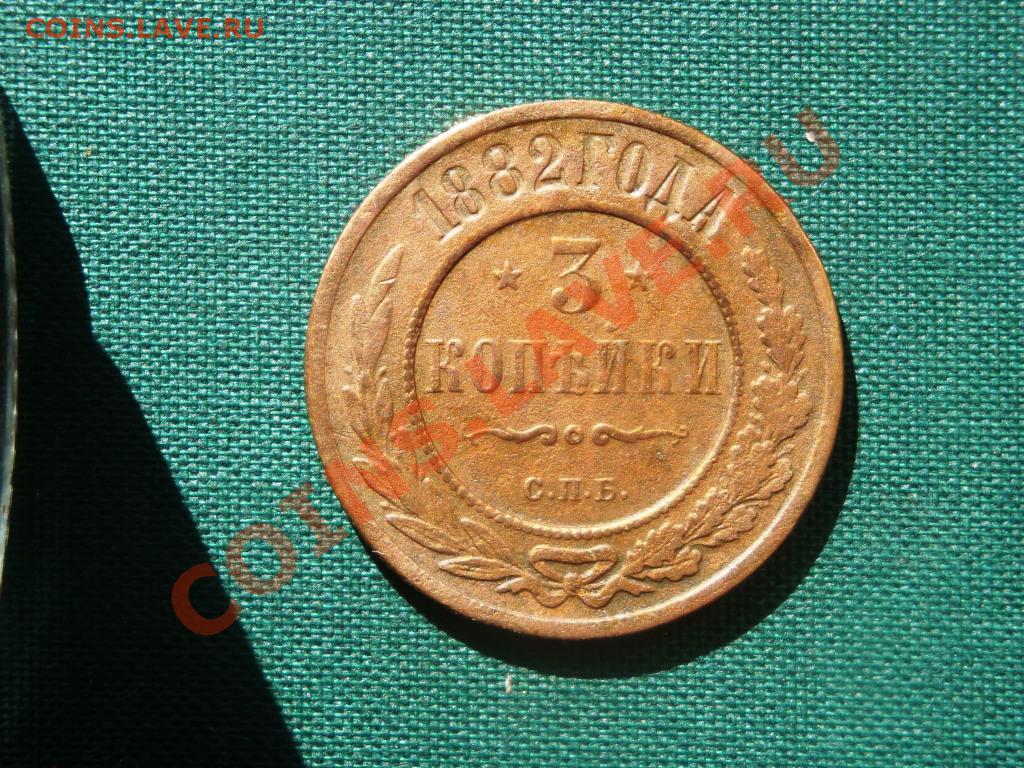 COINS.LAVE.RU
1882 ГОДА
3
КОПѢЙКИ
С.П.Б.
COINS.LAVE.RU